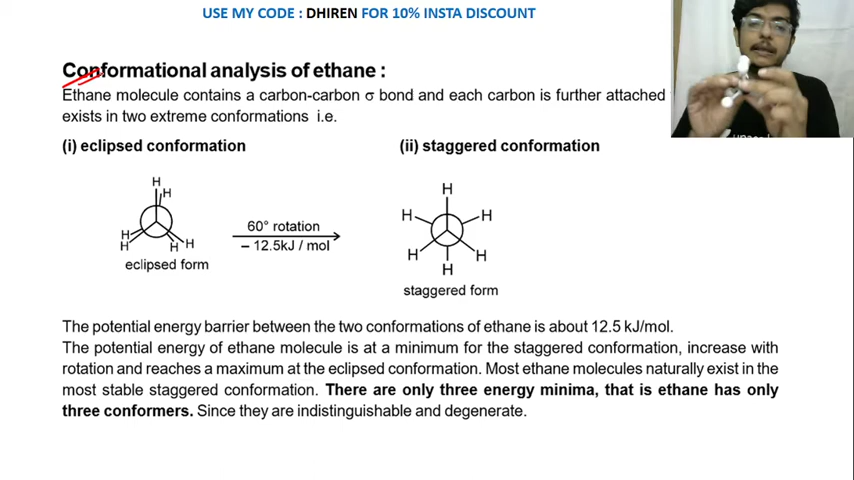 USE MY CODE : DHIREN FOR 10% INSTA DISCOUNT
Conformational analysis of ethane :
Ethane molecule contains a carbon-carbon σ bond and each carbon is further attached
exists in two extreme conformations i.e.
(i) eclipsed conformation
(ii) staggered conformation
H
H
H
H
H
H
eclipsed form
60° rotation
– 12.5kJ / mol
H
H
H
H
H
H
staggered form
The potential energy barrier between the two conformations of ethane is about 12.5 kJ/mol.
The potential energy of ethane molecule is at a minimum for the staggered conformation, increase with
rotation and reaches a maximum at the eclipsed conformation. Most ethane molecules naturally exist in the
most stable staggered conformation. There are only three energy minima, that is ethane has only
three conformers. Since they are indistinguishable and degenerate.